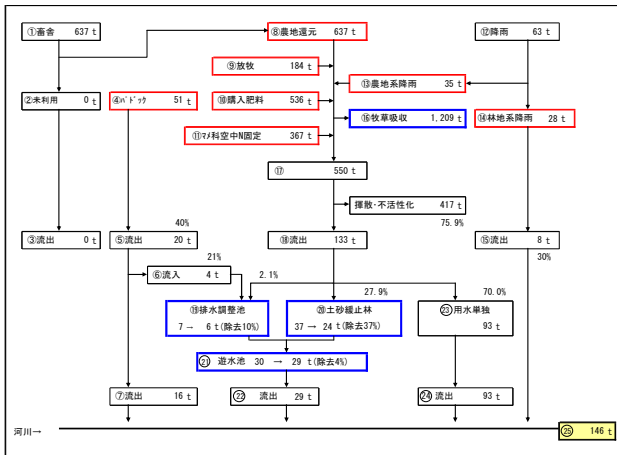 ①畜舎 637 t ⑧農地還元 637 t ⑫降雨 63 t
⑨放牧 184 t
⑬農地系降雨 35 t
②未利用 0 t ④ﾊﾟﾄﾞｯｸ 51 t ⑩購入肥料 536 t
⑯牧草吸収 1,209 t ⑭林地系降雨 28 t
⑪マメ科空中N固定 367 t
⑰ 550 t
揮散・不活性化 417 t
40% 75.9%
③流出 0 t ⑤流出 20 t ⑱流出 133 t ⑮流出 8 t
21% 30%
⑥流入 4 t 2.1%
27.9% 70.0%
⑲排水調整池 ⑳土砂緩止林 ㉓用水単独
7 → 6 t(除去10%) 37 → 24 t(除去37%) 93 t
㉑ 遊水池 30 → 29 t(除去4%)
⑦流出 16 t ㉒ 流出 29 t ㉔ 流出 93 t
河川→ ㉕ 146 t